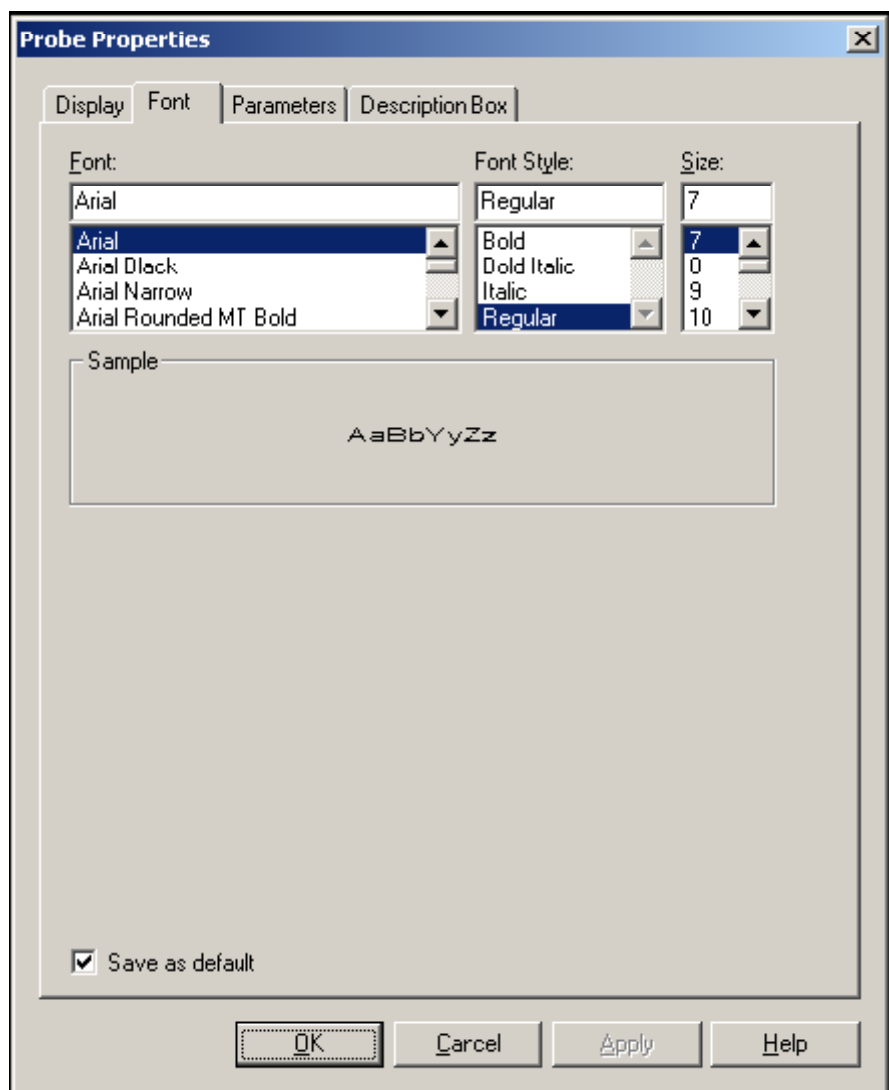 Probe Properties
Display Font Parameters Description Box
Font: Font Style: Size:
Arial Regular 7
Arial Bold 7
Arial Dlack Dold Italic 0
Arial Narrow Italic 9
Arial Rounded MT Bold Regular 10
Sample
AaBbYyZz
Save as default
OK Carcel Apply Help